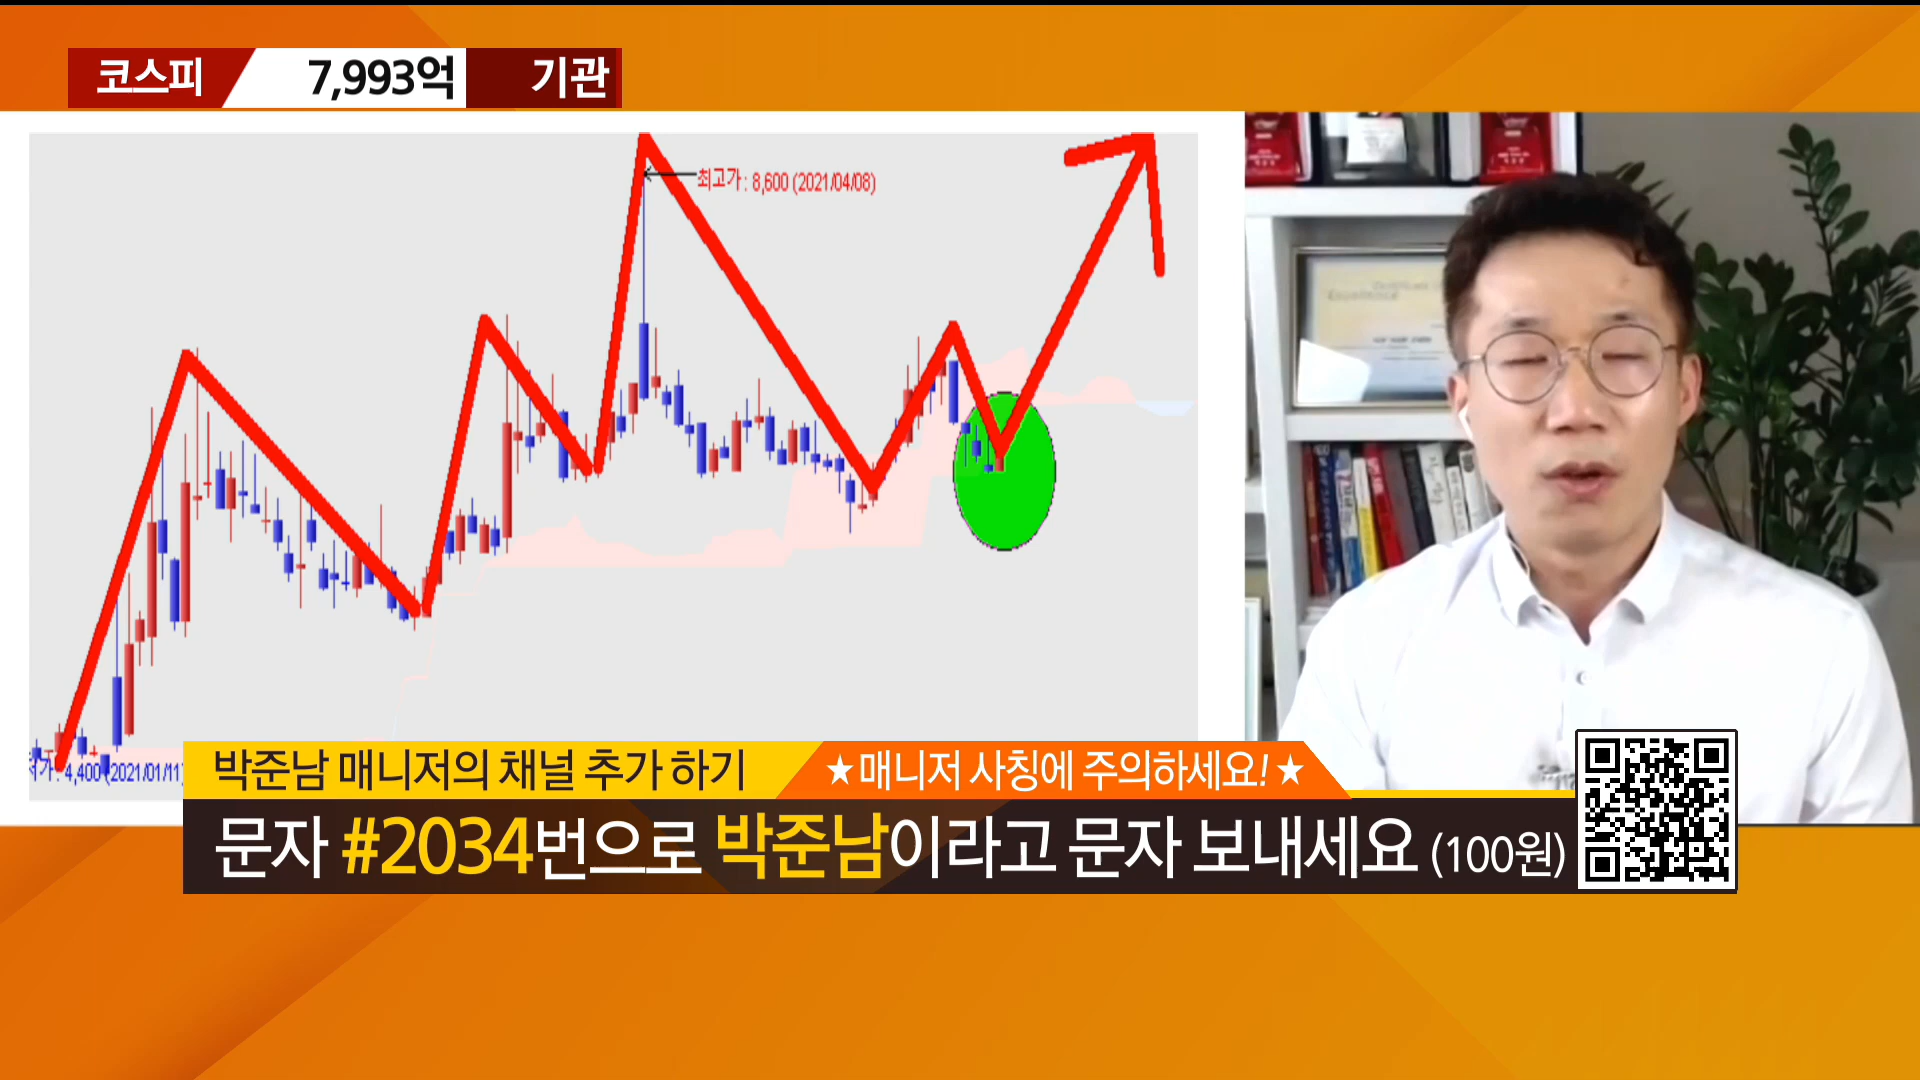 코스피 7,993억 기관
최고가 : 8,600 (2021/04/08)
4,400 (2021/01/11)
박준남 매니저의 채널 추가 하기 ★매니저 사칭에 주의하세요!★
문자 #2034번으로 박준남이라고 문자 보내세요 (100원)